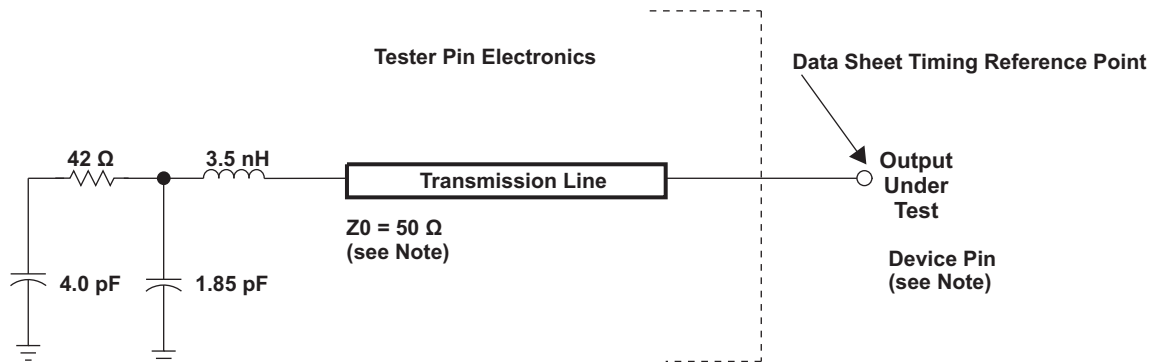 Tester Pin Electronics
Data Sheet Timing Reference Point
42 Ω
3.5 nH
Transmission Line
Output
Under
Test
Z0 = 50 Ω
(see Note)
Device Pin
(see Note)
4.0 pF
1.85 pF